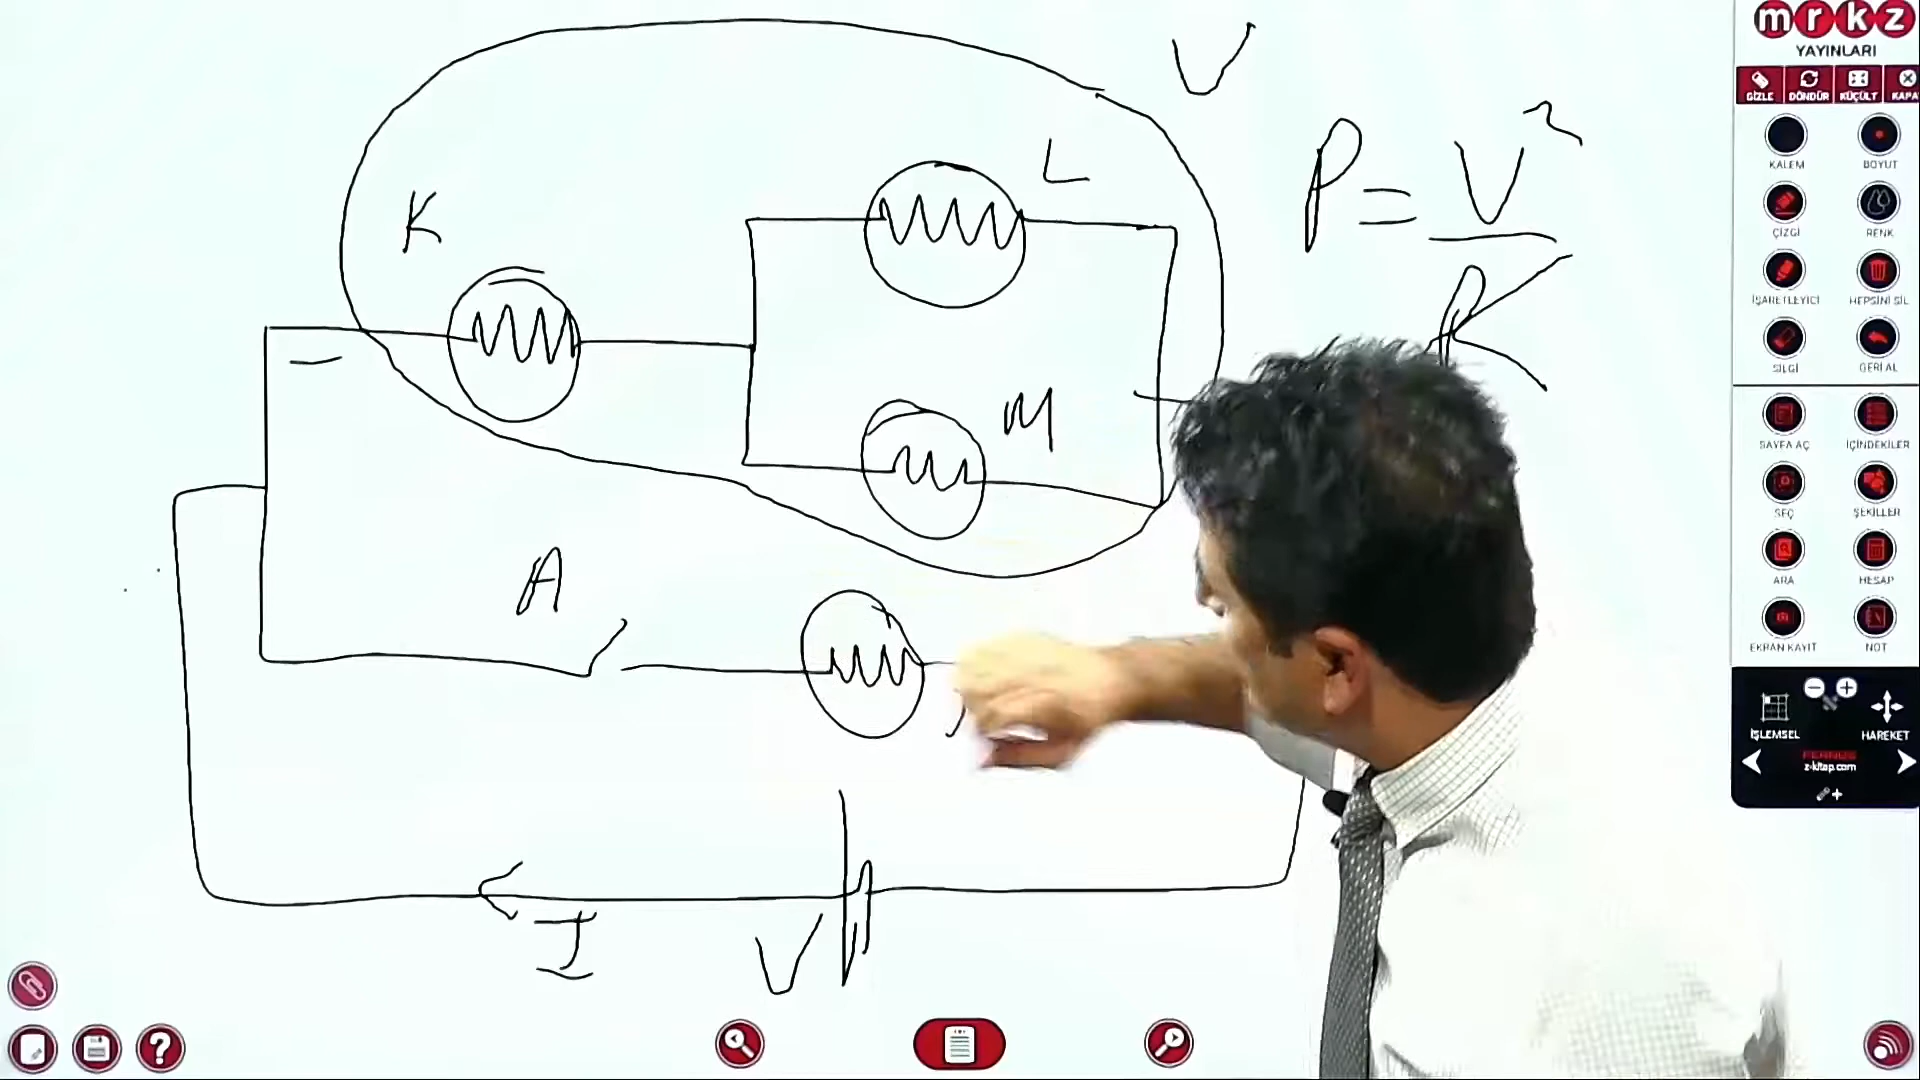 mrkz
YAYINLARI
GİZLE DÖNDÜR KÜÇÜLT KAPA
KALEM BOYUT
ÇİZGİ RENK
İŞARETLEYİCİ HEPSİNİ SİL
SİLGİ GERİ AL
SAYFA AÇ İÇİNDEKİLER
SEÇ ŞEKİLLER
ARA HESAP
EKRAN KAYIT NOT
İŞLEMSEL HAREKET
FERNUS
z-kitap.com
V
K
L
P = V²
R
M
A
I
V
?